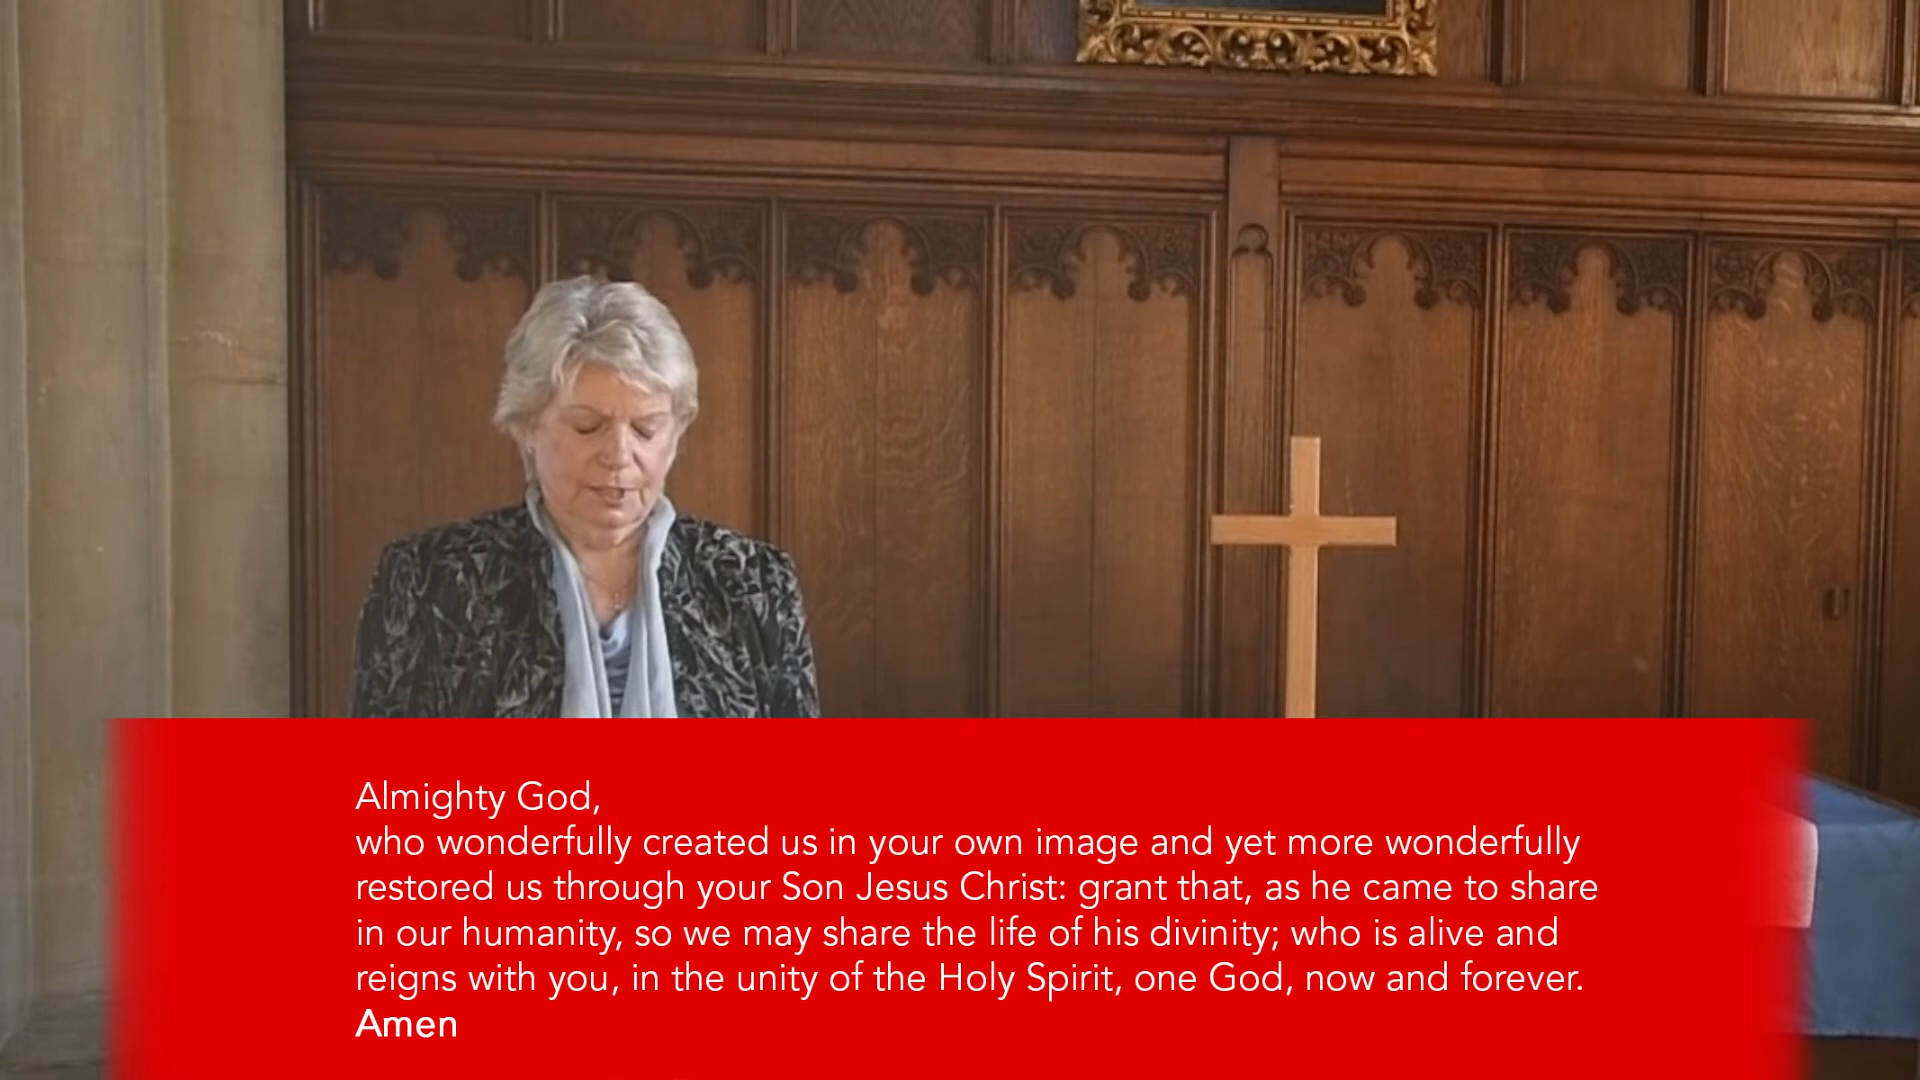 Almighty God,
who wonderfully created us in your own image and yet more wonderfully
restored us through your Son Jesus Christ: grant that, as he came to share
in our humanity, so we may share the life of his divinity; who is alive and
reigns with you, in the unity of the Holy Spirit, one God, now and forever.
Amen